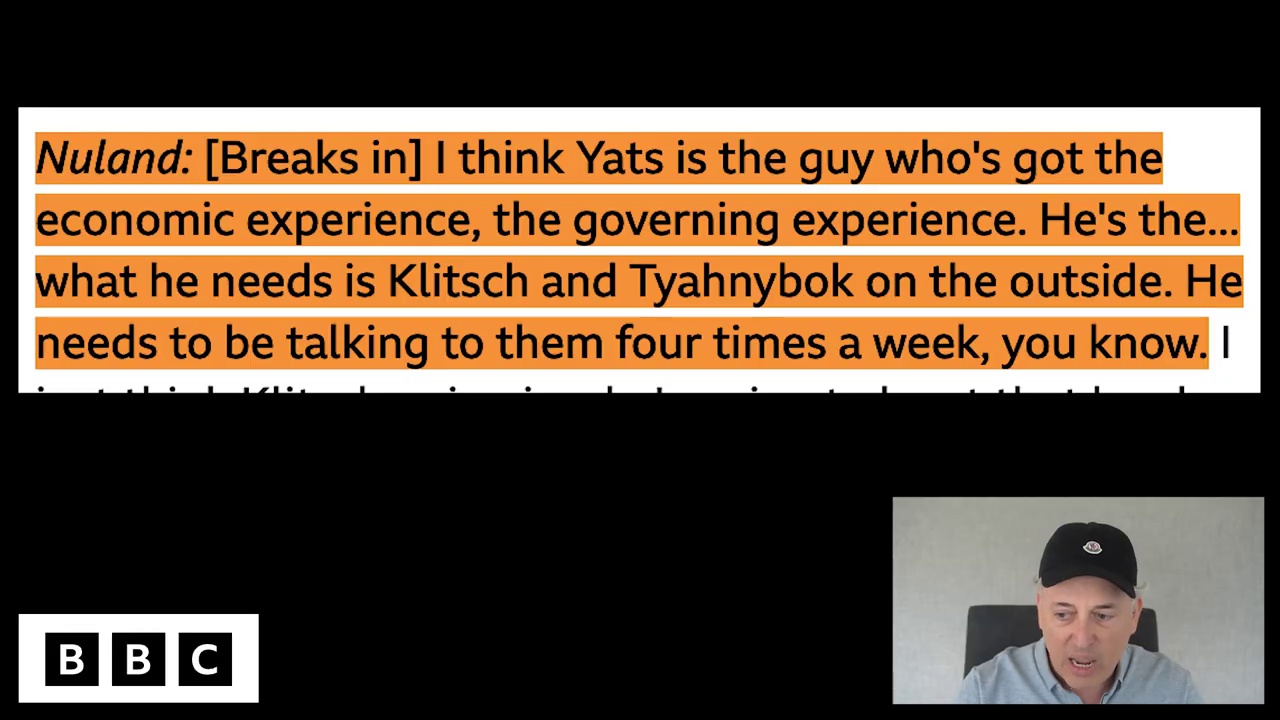 Nuland: [Breaks in] I think Yats is the guy who's got the
economic experience, the governing experience. He's the...
what he needs is Klitsch and Tyahnybok on the outside. He
needs to be talking to them four times a week, you know. I
BBC